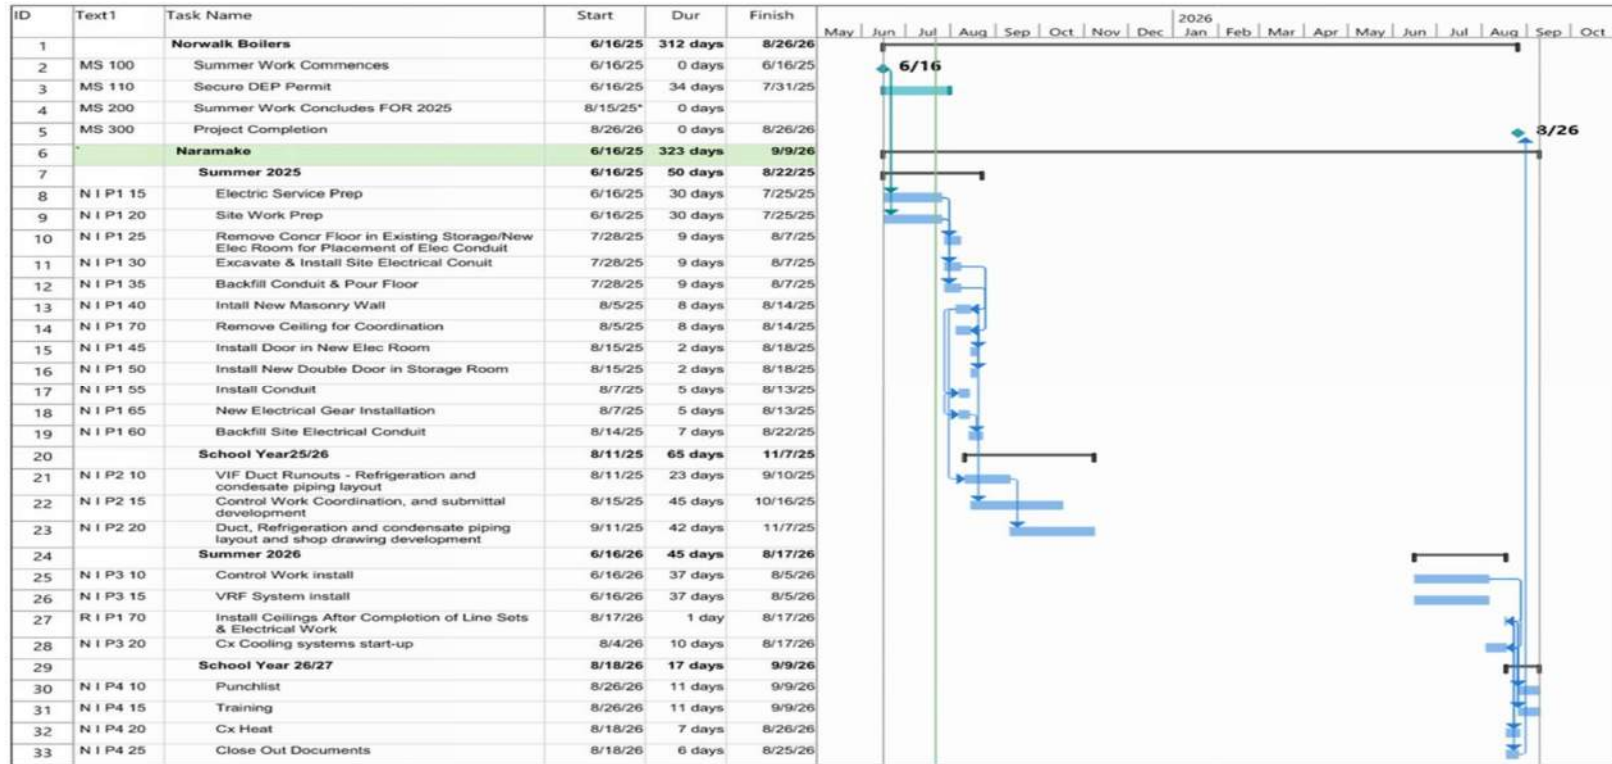 ID Text1 Task Name Start Dur Finish 2026
May Jun Jul Aug Sep Oct Nov Dec Jan Feb Mar Apr May Jun Jul Aug Sep Oct
1 Norwalk Boilers 6/16/25 312 days 8/26/26
2 MS 100 Summer Work Commences 6/16/25 0 days 6/16/25 6/16
3 MS 110 Secure DEP Permit 6/16/25 34 days 7/31/25
4 MS 200 Summer Work Concludes FOR 2025 8/15/25* 0 days
5 MS 300 Project Completion 8/26/26 0 days 8/26/26 8/26
6 Naramake 6/16/25 323 days 9/9/26
7 Summer 2025 6/16/25 50 days 8/22/25
8 N I P1 15 Electric Service Prep 6/16/25 30 days 7/25/25
9 N I P1 20 Site Work Prep 6/16/25 30 days 7/25/25
10 N I P1 25 Remove Concr Floor in Existing Storage/New 7/28/25 9 days 8/7/25
Elec Room for Placement of Elec Conduit
11 N I P1 30 Excavate & Install Site Electrical Conuit 7/28/25 9 days 8/7/25
12 N I P1 35 Backfill Conduit & Pour Floor 7/28/25 9 days 8/7/25
13 N I P1 40 Intall New Masonry Wall 8/5/25 8 days 8/14/25
14 N I P1 70 Remove Ceiling for Coordination 8/5/25 8 days 8/14/25
15 N I P1 45 Install Door in New Elec Room 8/15/25 2 days 8/18/25
16 N I P1 50 Install New Double Door in Storage Room 8/15/25 2 days 8/18/25
17 N I P1 55 Install Conduit 8/7/25 5 days 8/13/25
18 N I P1 65 New Electrical Gear Installation 8/7/25 5 days 8/13/25
19 N I P1 60 Backfill Site Electrical Conduit 8/14/25 7 days 8/22/25
20 School Year25/26 8/11/25 65 days 11/7/25
21 N I P2 10 VIF Duct Runouts - Refrigeration and 8/11/25 23 days 9/10/25
condesate piping layout
22 N I P2 15 Control Work Coordination, and submittal 8/15/25 45 days 10/16/25
development
23 N I P2 20 Duct, Refrigeration and condensate piping 9/11/25 42 days 11/7/25
layout and shop drawing development
24 Summer 2026 6/16/26 45 days 8/17/26
25 N I P3 10 Control Work install 6/16/26 37 days 8/5/26
26 N I P3 15 VRF System install 6/16/26 37 days 8/5/26
27 R I P1 70 Install Ceilings After Completion of Line Sets 8/17/26 1 day 8/17/26
& Electrical Work
28 N I P3 20 Cx Cooling systems start-up 8/4/26 10 days 8/17/26
29 School Year 26/27 8/18/26 17 days 9/9/26
30 N I P4 10 Punchlist 8/26/26 11 days 9/9/26
31 N I P4 15 Training 8/26/26 11 days 9/9/26
32 N I P4 20 Cx Heat 8/18/26 7 days 8/26/26
33 N I P4 25 Close Out Documents 8/18/26 6 days 8/25/26